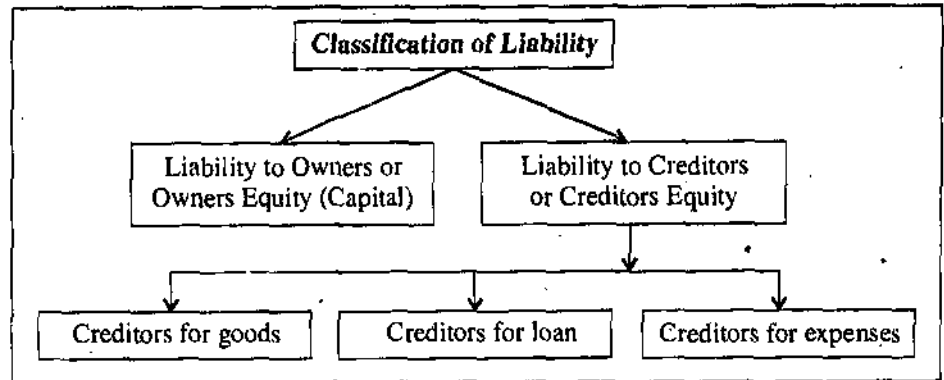 Classification of Liability
Liability to Owners or
Owners Equity (Capital)
Liability to Creditors
or Creditors Equity
Creditors for goods
Creditors for loan
Creditors for expenses